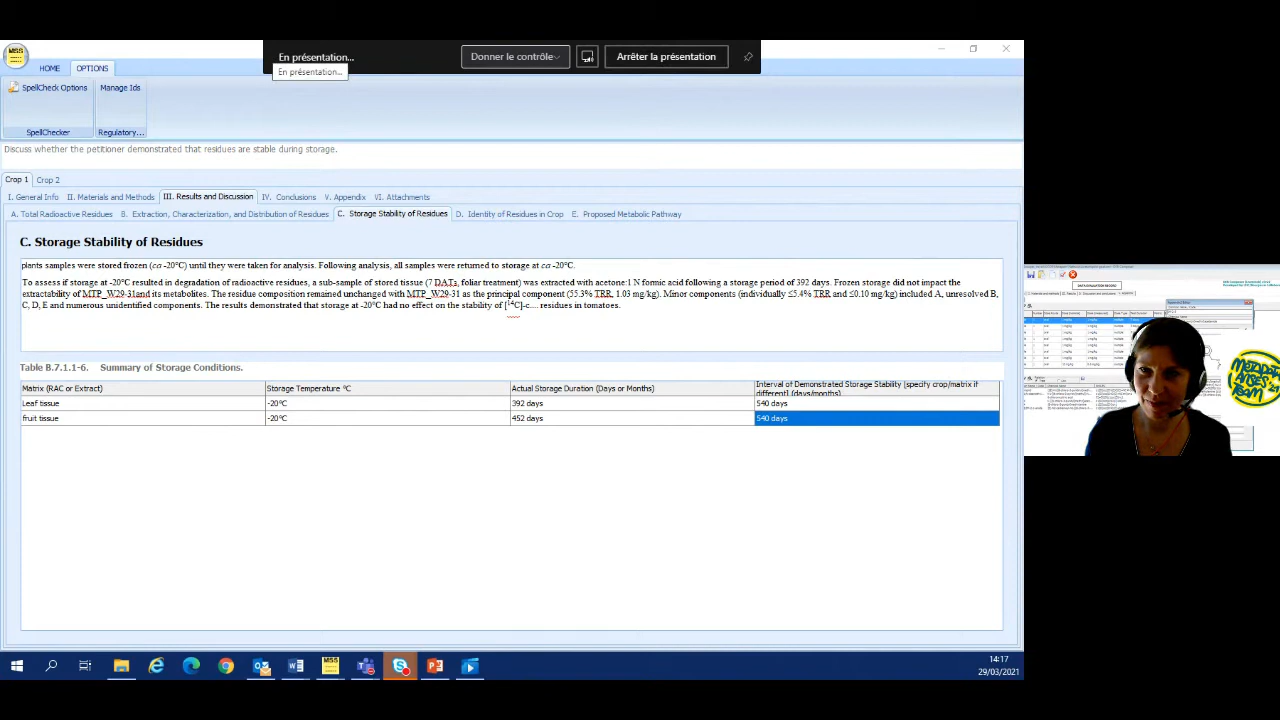 En présentation...
Donner le contrôle
Arrêter la présentation
En présentation...
MSS
HOME
OPTIONS
SpellCheck Options
Manage Ids
SpellChecker
Regulatory...
Discuss whether the petitioner demonstrated that residues are stable during storage.
Crop 1
Crop 2
I. General Info
II. Materials and Methods
III. Results and Discussion
IV. Conclusions
V. Appendix
VI. Attachments
A. Total Radioactive Residues
B. Extraction, Characterization, and Distribution of Residues
C. Storage Stability of Residues
D. Identity of Residues in Crop
E. Proposed Metabolic Pathway
C. Storage Stability of Residues
plants samples were stored frozen (ca -20°C) until they were taken for analysis. Following analysis, all samples were returned to storage at ca -20°C.
To assess if storage at -20°C resulted in degradation of radioactive residues, a sample of stored tissue (7 DAT3, foliar treatment) was extracted with acetone:1 N formic acid following a storage period of 392 days. Frozen storage did not impact the
extractability of MTP_W29-31and its metabolites. The residue composition remained unchanged with MTP_W29-31 as the principal component (55.3% TRR, 1.03 mg/kg). Minor components (individually ≤5.4% TRR and ≤0.10 mg/kg) included A, unresolved B,
C, D, E and numerous unidentified components. The results demonstrated that storage at -20°C had no effect on the stability of [14C]-c.... residues in tomatoes.
Table B.7.1.1-6. Summary of Storage Conditions.
Matrix (RAC or Extract)
Storage Temperature °C
Actual Storage Duration (Days or Months)
Interval of Demonstrated Storage Stability [specify crop/matrix if
different] (days/months)
Leaf tissue
-20°C
492 days
540 days
fruit tissue
-20°C
452 days
540 days
DATA EVALUATION RECORD
METAPATH
ANSES
TEAM
MSS
14:17
29/03/2021